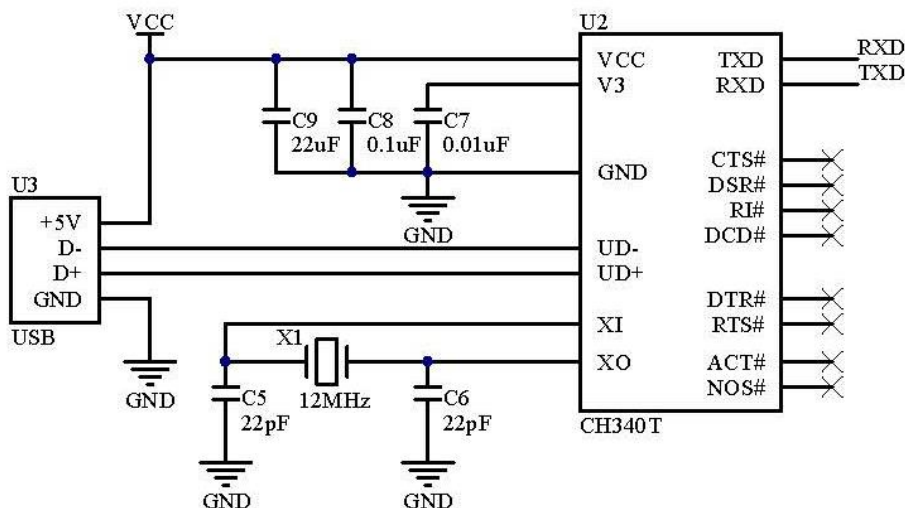 VCC
U2
VCC
TXD
RXD
V3
RXD
TXD
C9
22uF
C8
0.1uF
C7
0.01uF
GND
GND
CTS#
DSR#
RI#
DCD#
U3
+5V
D-
D+
GND
USB
UD-
UD+
DTR#
RTS#
XI
XO
ACT#
NOS#
X1
12MHz
GND
C5
22pF
C6
22pF
CH340T
GND
GND